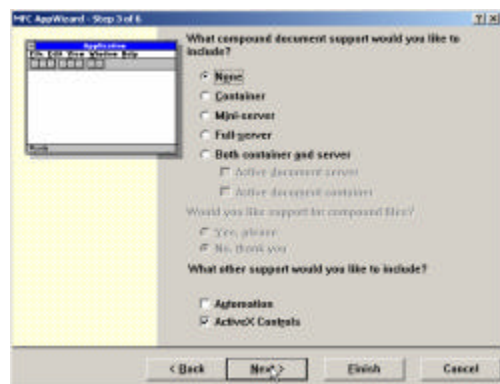 MFC AppWizard - Step 3 of 6
Application
File Edit View Window Help
Ready
What compound document support would you like to
include?
None
Container
Mini-server
Full-server
Both container and server
Active document server
Active document container
Would you like support for compound files?
Yes, please
No, thank you
What other support would you like to include?
Automation
ActiveX Controls
< Back
Next >
Finish
Cancel